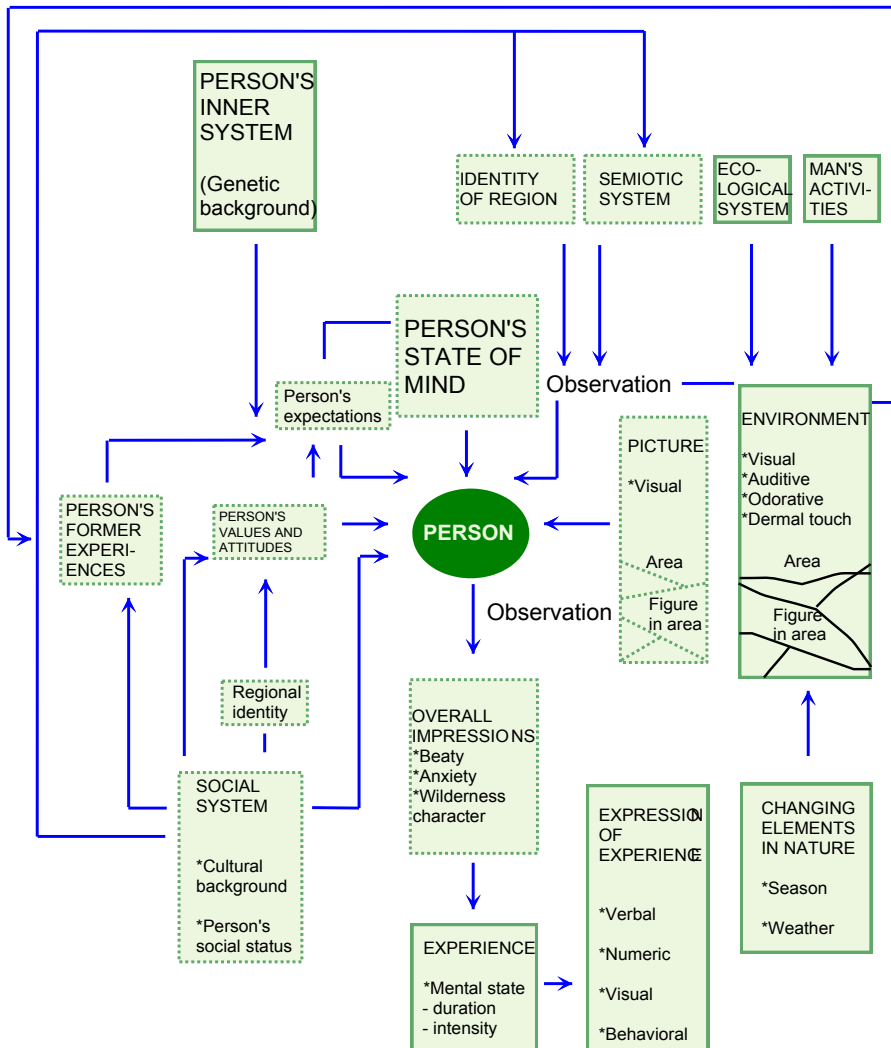 PERSON'S
INNER
SYSTEM
(Genetic
background)
IDENTITY
OF REGION
SEMIOTIC
SYSTEM
ECO-
LOGICAL
SYSTEM
MAN'S
ACTIVI-
TIES
PERSON'S
STATE OF
MIND
Observation
Person's
expectations
PERSON'S
FORMER
EXPERI-
ENCES
PERSON'S
VALUES AND
ATTITUDES
PERSON
PICTURE
*Visual
Area
Figure
in area
ENVIRONMENT
*Visual
*Auditive
*Odorative
*Dermal touch
Area
Figure
in area
Observation
Regional
identity
OVERALL
IMPRESSIONS
*Beaty
*Anxiety
*Wilderness
character
SOCIAL
SYSTEM
*Cultural
background
*Person's
social status
EXPRESSION
OF
EXPERIENCE
*Verbal
*Numeric
*Visual
*Behavioral
CHANGING
ELEMENTS
IN NATURE
*Season
*Weather
EXPERIENCE
*Mental state
- duration
- intensity